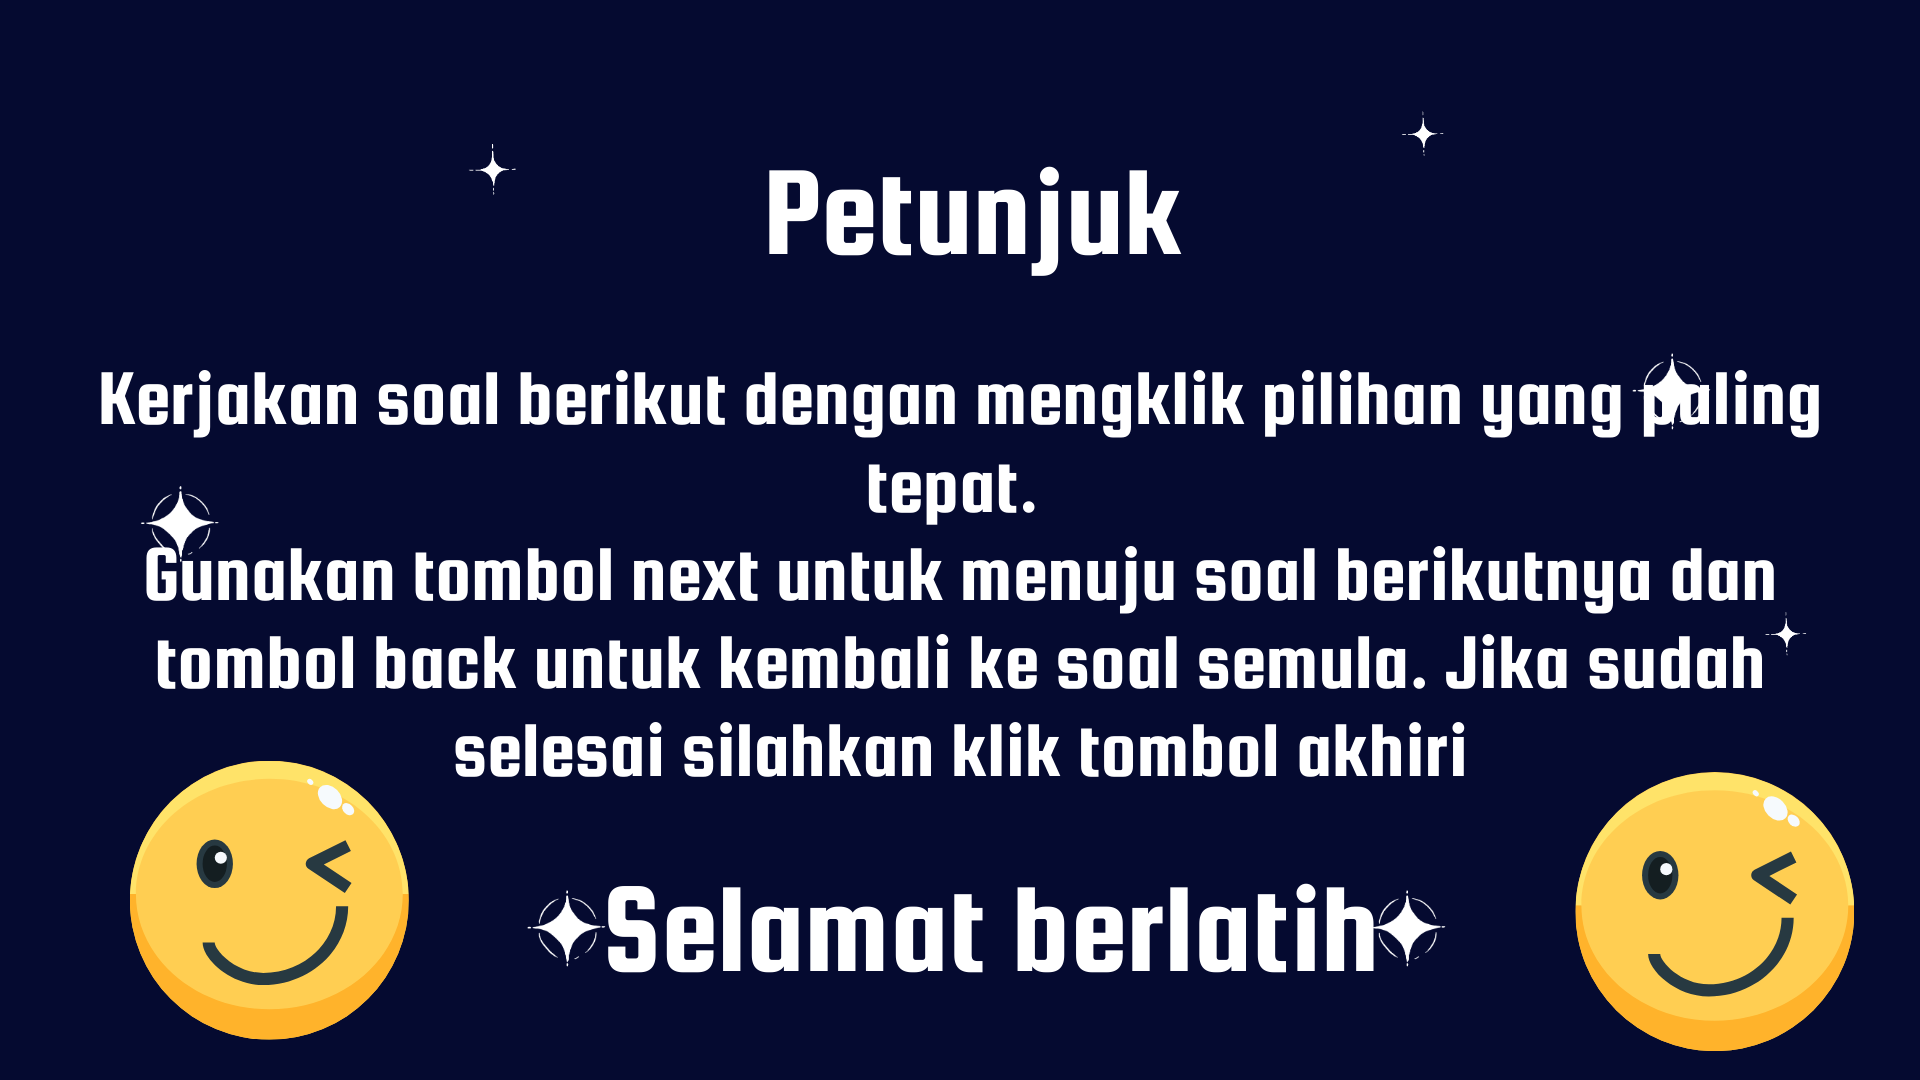 Petunjuk
Kerjakan soal berikut dengan mengklik pilihan yang paling
tepat.
Gunakan tombol next untuk menuju soal berikutnya dan
tombol back untuk kembali ke soal semula. Jika sudah
selesai silahkan klik tombol akhiri
Selamat berlatih